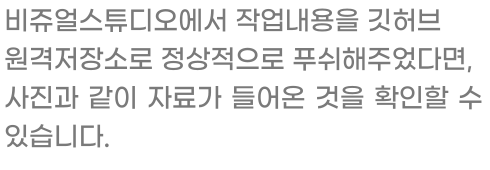 비쥬얼스튜디오에서 작업내용을 깃허브
원격저장소로 정상적으로 푸쉬해주었다면,
사진과 같이 자료가 들어온 것을 확인할 수
있습니다.